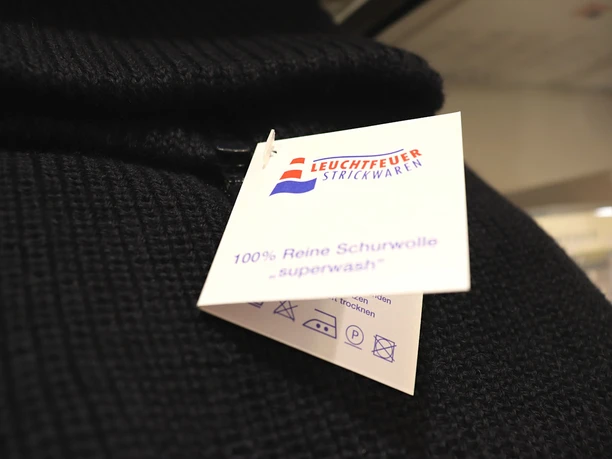 LEUCHTFEUER
STRICKWAREN
100% Reine Schurwolle
„superwash“
trocknen
P